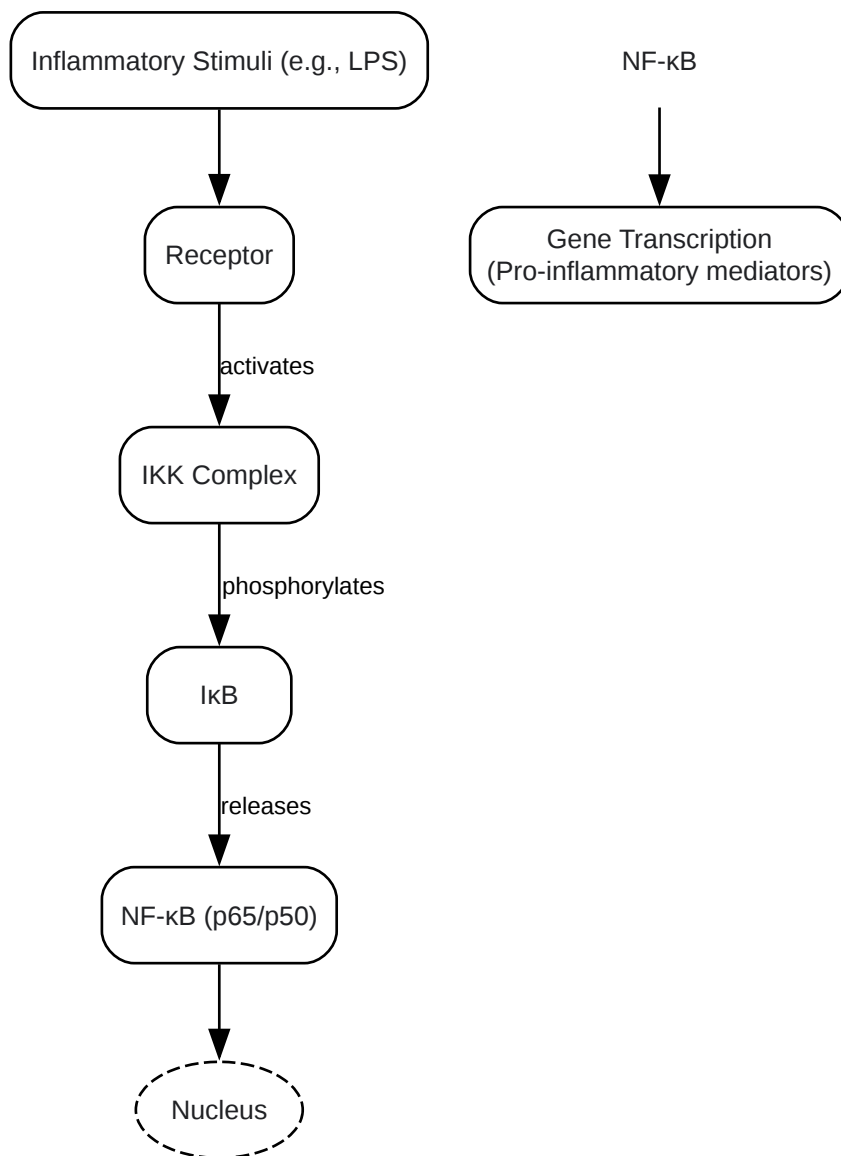 Inflammatory Stimuli (e.g., LPS)
Receptor
activates
IKK Complex
phosphorylates
IκB
releases
NF-κB (p65/p50)
Nucleus
NF-κB
Gene Transcription
(Pro-inflammatory mediators)